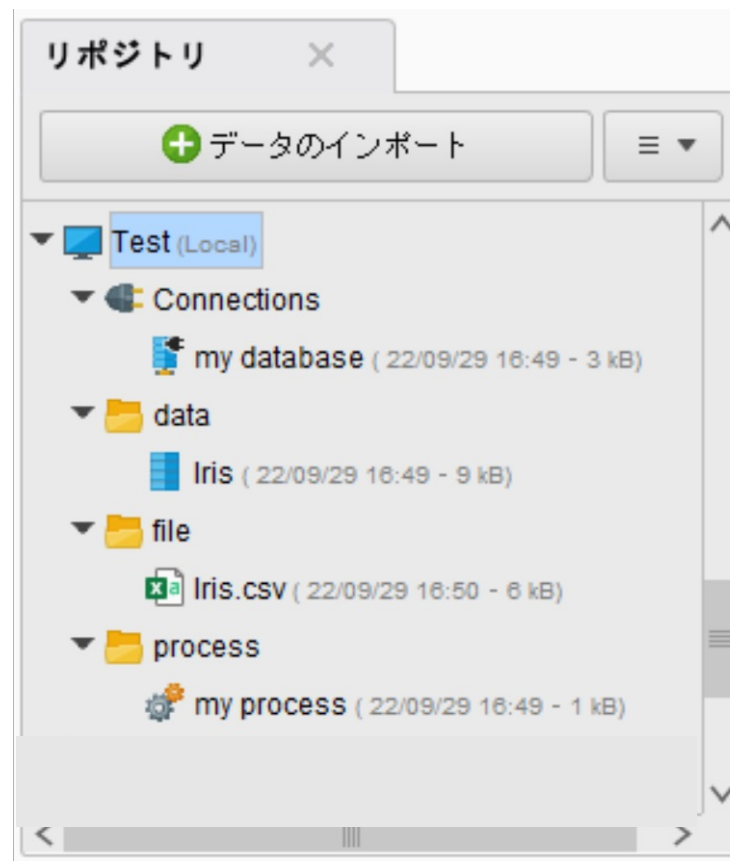 リポジトリ
データのインポート
Test (Local)
Connections
my database ( 22/09/29 16:49 - 3 kB)
data
Iris ( 22/09/29 16:49 - 9 kB)
file
Iris.csv ( 22/09/29 16:50 - 6 kB)
process
my process ( 22/09/29 16:49 - 1 kB)